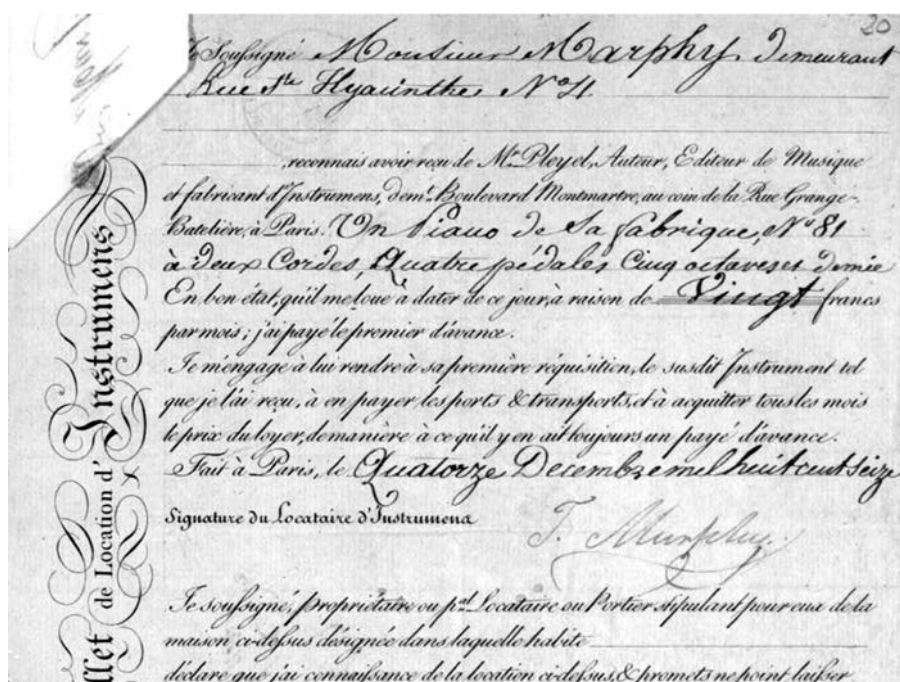 20
Je Soussigné Monsieur Marphy Demeurant
Rue Ste Hyacinthe No 4
,reconnais avoir reçu de Mr. Pleyel, Auteur, Editeur de Musique
et fabricant d'Instrumens, demt. Boulevard Montmartre, au coin de la Rue Grange-
Batelière, à Paris. Un Piano de Sa fabrique, No 81
à deux Cordes, Quatre pédales Cinq octaves et demie
En bon état, qu'il me loue à dater de ce jour, à raison de Vingt francs
par mois; j'ai payé le premier d'avance.
Je m'engage à lui rendre à sa première réquisition, le susdit Instrument tel
que je l'ai reçu, à en payer les ports & transports, et à acquitter tous les mois
le prix du loyer, de manière à ce qu'il y en ait toujours un payé d'avance.
Fait à Paris, le Quatorze Decembre mel huit cent Seize
Signature du Locataire d'Instrumens
T. Murphy
Je soussigné, propriétaire ou pal. Locataire ou Portier stipulant pour eux de la
maison ci-dessus désignée dans laquelle habite
déclare que j'ai connaissance de la location ci-dessus, & promets ne point laisser
llet de Location d'Instrumens